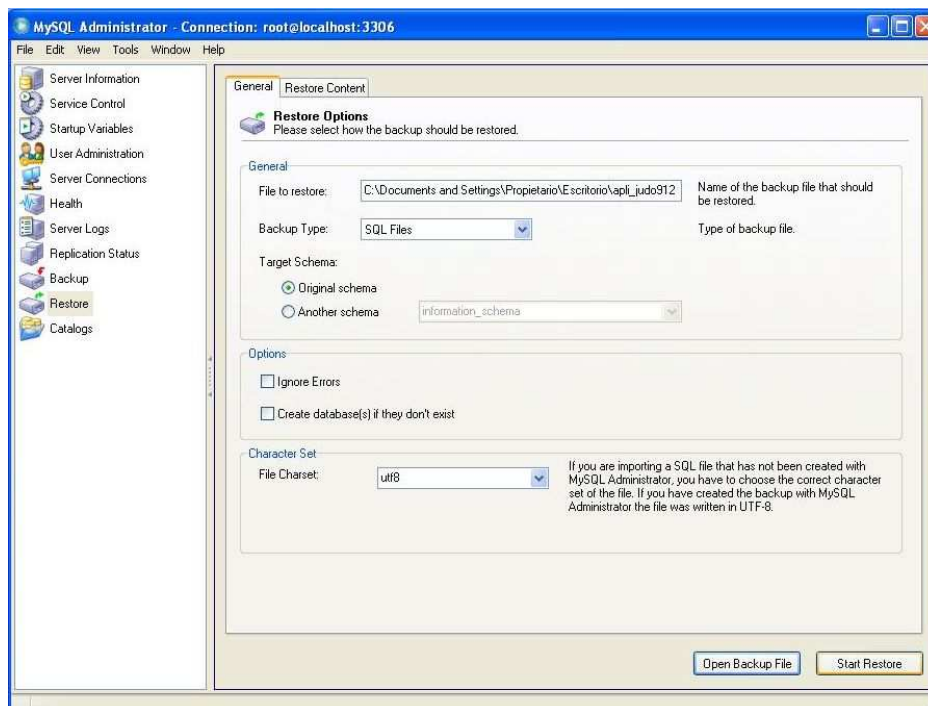 MySQL Administrator - Connection: root@localhost:3306
File Edit View Tools Window Help
Server Information
Service Control
Startup Variables
User Administration
Server Connections
Health
Server Logs
Replication Status
Backup
Restore
Catalogs
General Restore Content
Restore Options
Please select how the backup should be restored.
General
File to restore: C:\Documents and Settings\Propietario\Escritorio\apli_judo912 Name of the backup file that should
be restored.
Backup Type: SQL Files Type of backup file.
Target Schema:
Original schema
Another schema information_schema
Options
Ignore Errors
Create database(s) if they don't exist
Character Set
File Charset: utf8 If you are importing a SQL file that has not been created with
MySQL Administrator, you have to choose the correct character
set of the file. If you have created the backup with MySQL
Administrator the file was written in UTF-8.
Open Backup File Start Restore